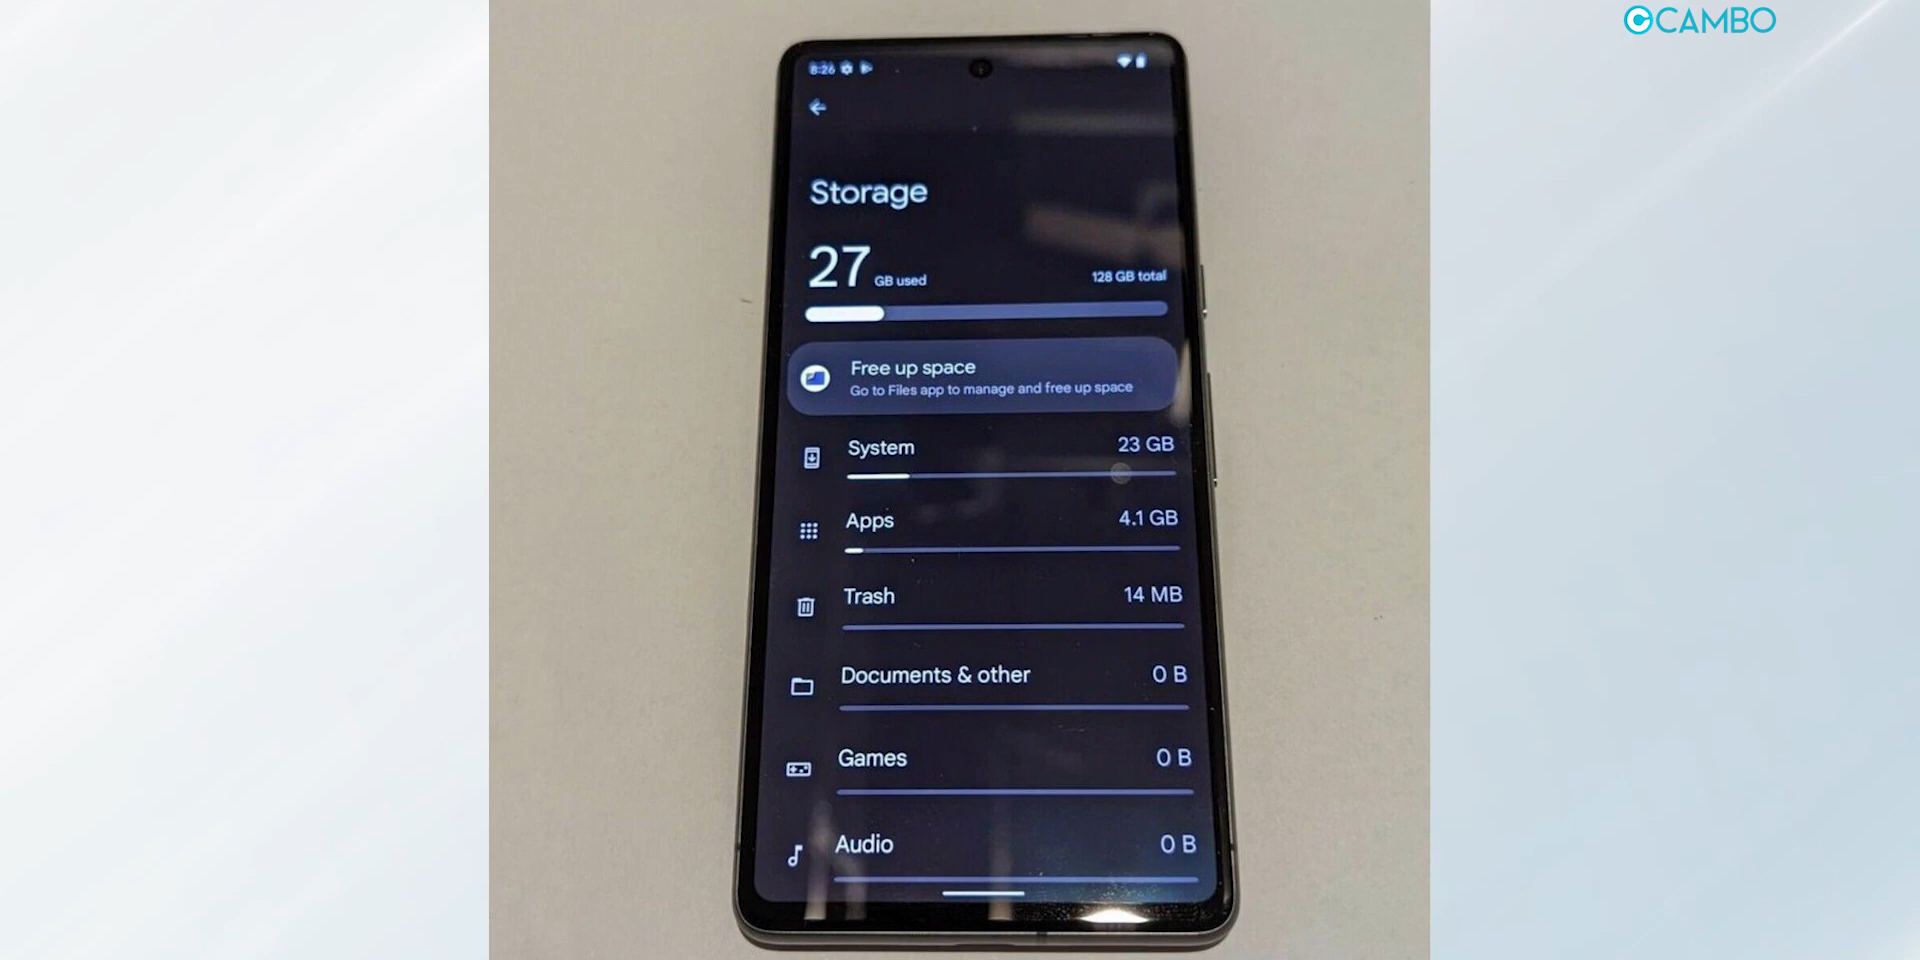 CAMBO
8:26
Storage
27 GB used
128 GB total
Free up space
Go to Files app to manage and free up space
System
23 GB
Apps
4.1 GB
Trash
14 MB
Documents & other
0 B
Games
0 B
Audio
0 B